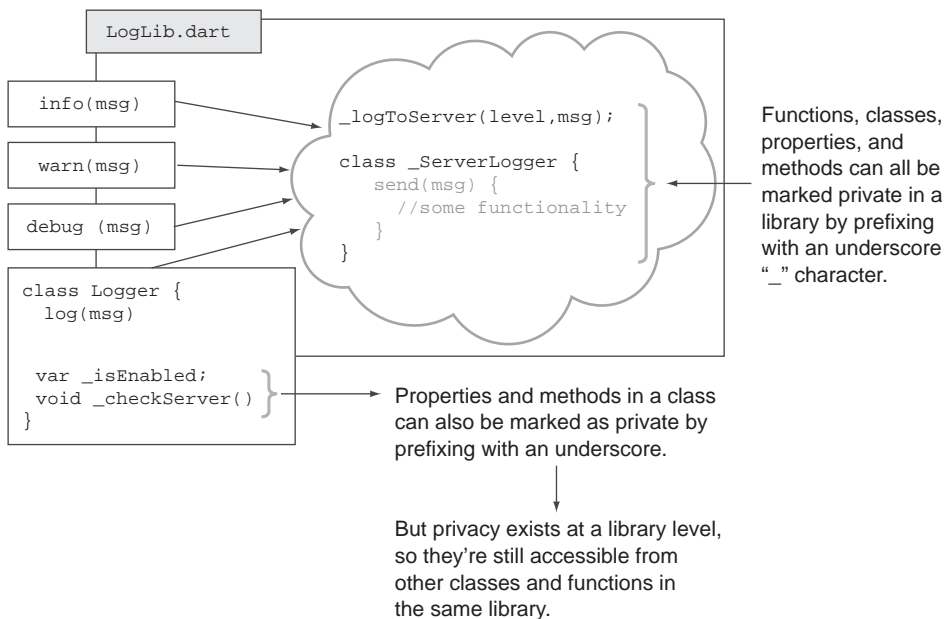 LogLib.dart
info(msg)
warn(msg)
debug (msg)
class Logger {
log(msg)
var _isEnabled;
void _checkServer()
}
_logToServer(level,msg);
class _ServerLogger {
send(msg) {
//some functionality
}
}
Functions, classes,
properties, and
methods can all be
marked private in a
library by prefixing
with an underscore
“_” character.
Properties and methods in a class
can also be marked as private by
prefixing with an underscore.
But privacy exists at a library level,
so they’re still accessible from
other classes and functions in
the same library.